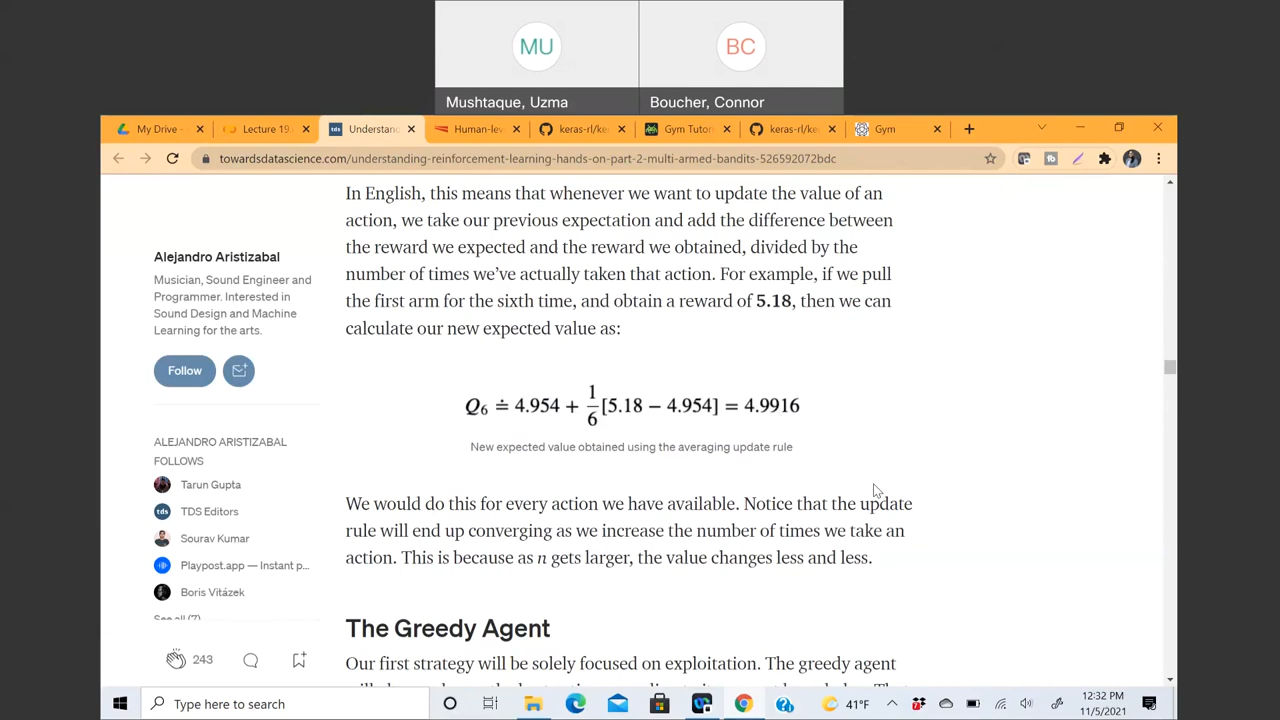 MU
BC
Mushtaque, Uzma
Boucher, Connor
My Drive -
Lecture 19.
Understan
Human-lev
keras-rl/ke
Gym Tutor
keras-rl/ke
Gym
towardsdatascience.com/understanding-reinforcement-learning-hands-on-part-2-multi-armed-bandits-526592072bdc
In English, this means that whenever we want to update the value of an
action, we take our previous expectation and add the difference between
the reward we expected and the reward we obtained, divided by the
number of times we've actually taken that action. For example, if we pull
the first arm for the sixth time, and obtain a reward of 5.18, then we can
calculate our new expected value as:
Q₆ ≐ 4.954 + 1/6 [5.18 − 4.954] = 4.9916
New expected value obtained using the averaging update rule
We would do this for every action we have available. Notice that the update
rule will end up converging as we increase the number of times we take an
action. This is because as n gets larger, the value changes less and less.
The Greedy Agent
Our first strategy will be solely focused on exploitation. The greedy agent
Alejandro Aristizabal
Musician, Sound Engineer and
Programmer. Interested in
Sound Design and Machine
Learning for the arts.
Follow
ALEJANDRO ARISTIZABAL
FOLLOWS
Tarun Gupta
tds
TDS Editors
Sourav Kumar
Playpost.app — Instant p...
Boris Vitázek
See all (7)
243
Type here to search
41°F
12:32 PM
11/5/2021